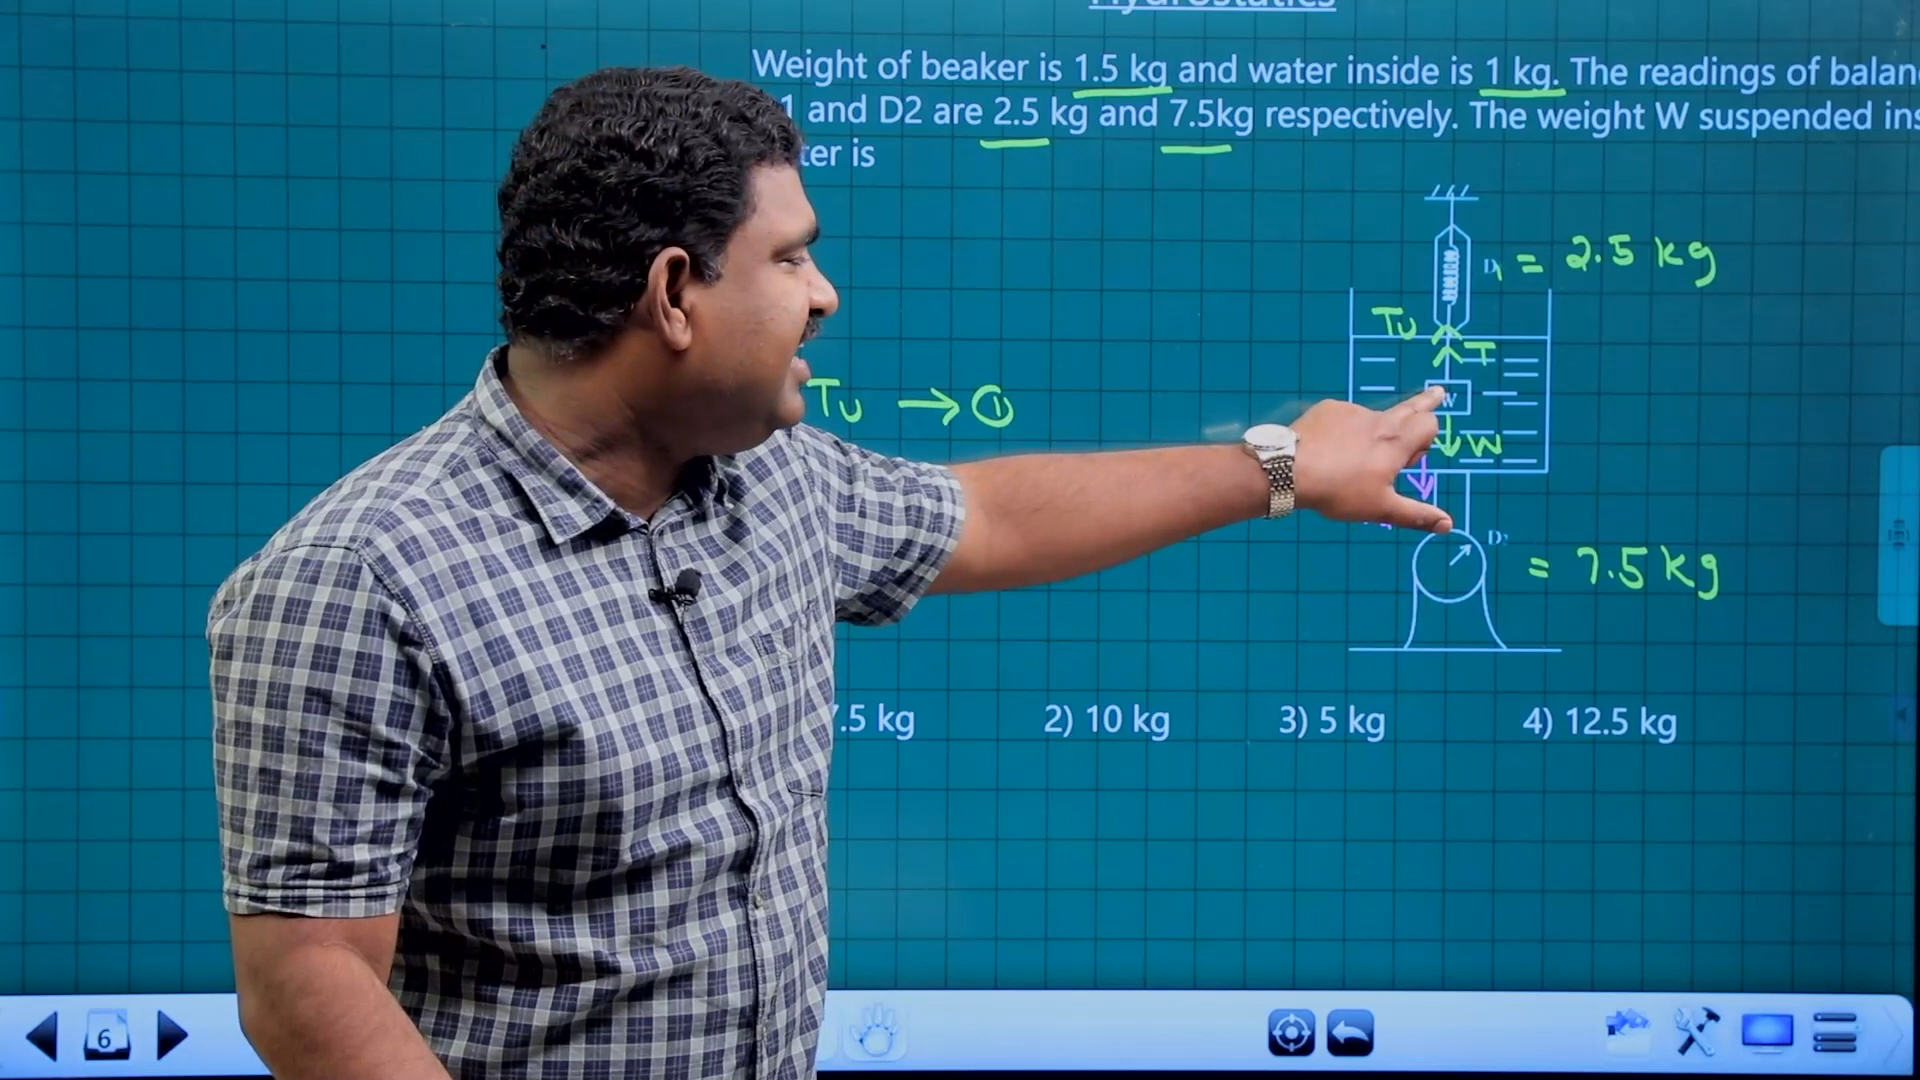 Hydrostatics
Weight of beaker is 1.5 kg and water inside is 1 kg. The readings of
1 and D2 are 2.5 kg and 7.5kg respectively. The weight W suspended
ter is
D1 = 2.5 kg
TU
T
TU → ①
W
W
D2 = 7.5 kg
.5 kg 2) 10 kg 3) 5 kg 4) 12.5 kg
6